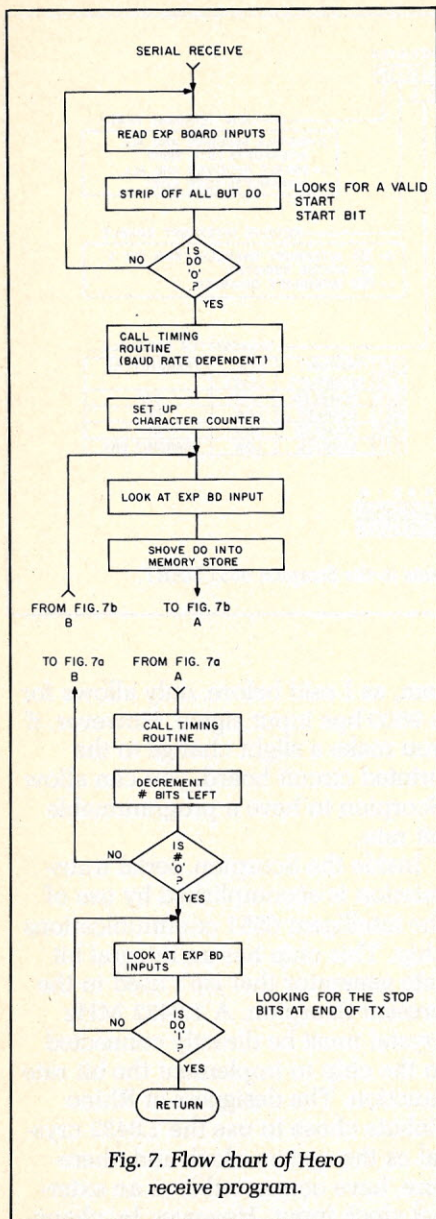 SERIAL RECEIVE
READ EXP BOARD INPUTS
STRIP OFF ALL BUT DO
LOOKS FOR A VALID
START
START BIT
IS
DO
'0'
?
NO
YES
CALL TIMING
ROUTINE
(BAUD RATE DEPENDENT)
SET UP
CHARACTER COUNTER
LOOK AT EXP BD INPUT
SHOVE DO INTO
MEMORY STORE
FROM FIG. 7b
B
TO FIG. 7b
A
TO FIG. 7a
B
FROM FIG. 7a
A
CALL TIMING
ROUTINE
DECREMENT
# BITS LEFT
IS
#
'0'
?
NO
YES
LOOK AT EXP BD
INPUTS
LOOKING FOR THE STOP
BITS AT END OF TX
IS
DO
'1'
?
NO
YES
RETURN
Fig. 7. Flow chart of Hero
receive program.